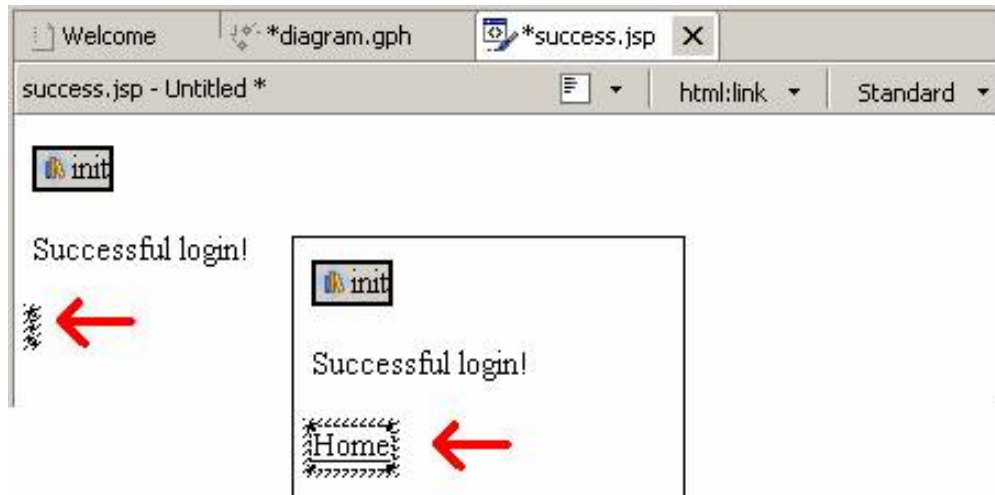 Welcome *diagram.gph *success.jsp
success.jsp - Untitled * html:link Standard
init
Successful login!
init
Successful login!
Home